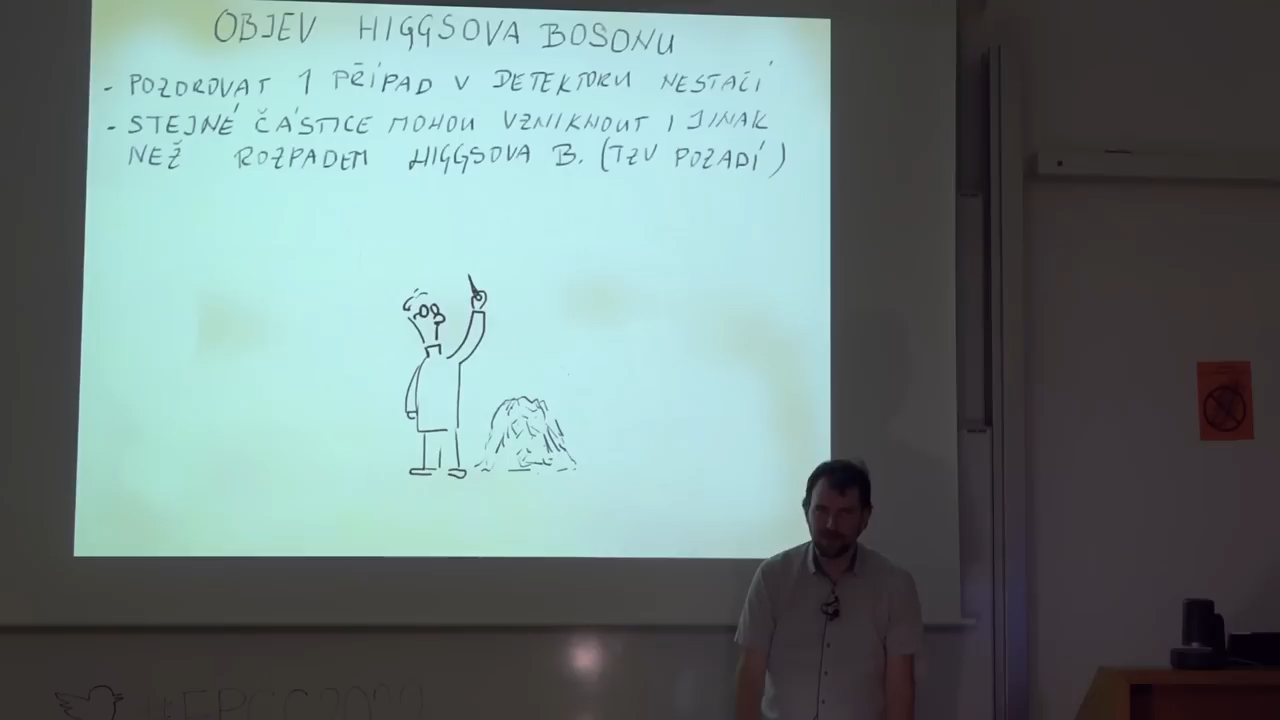 OBJEV HIGGSOVA BOSONU
- POZOROVAT 1 PŘÍPAD V DETEKTORU NESTAČÍ
- STEJNÉ ČÁSTICE MOHOU VZNIKNOUT I JINAK
NEŽ ROZPADEM HIGGSOVA B. (TZV POZADÍ)